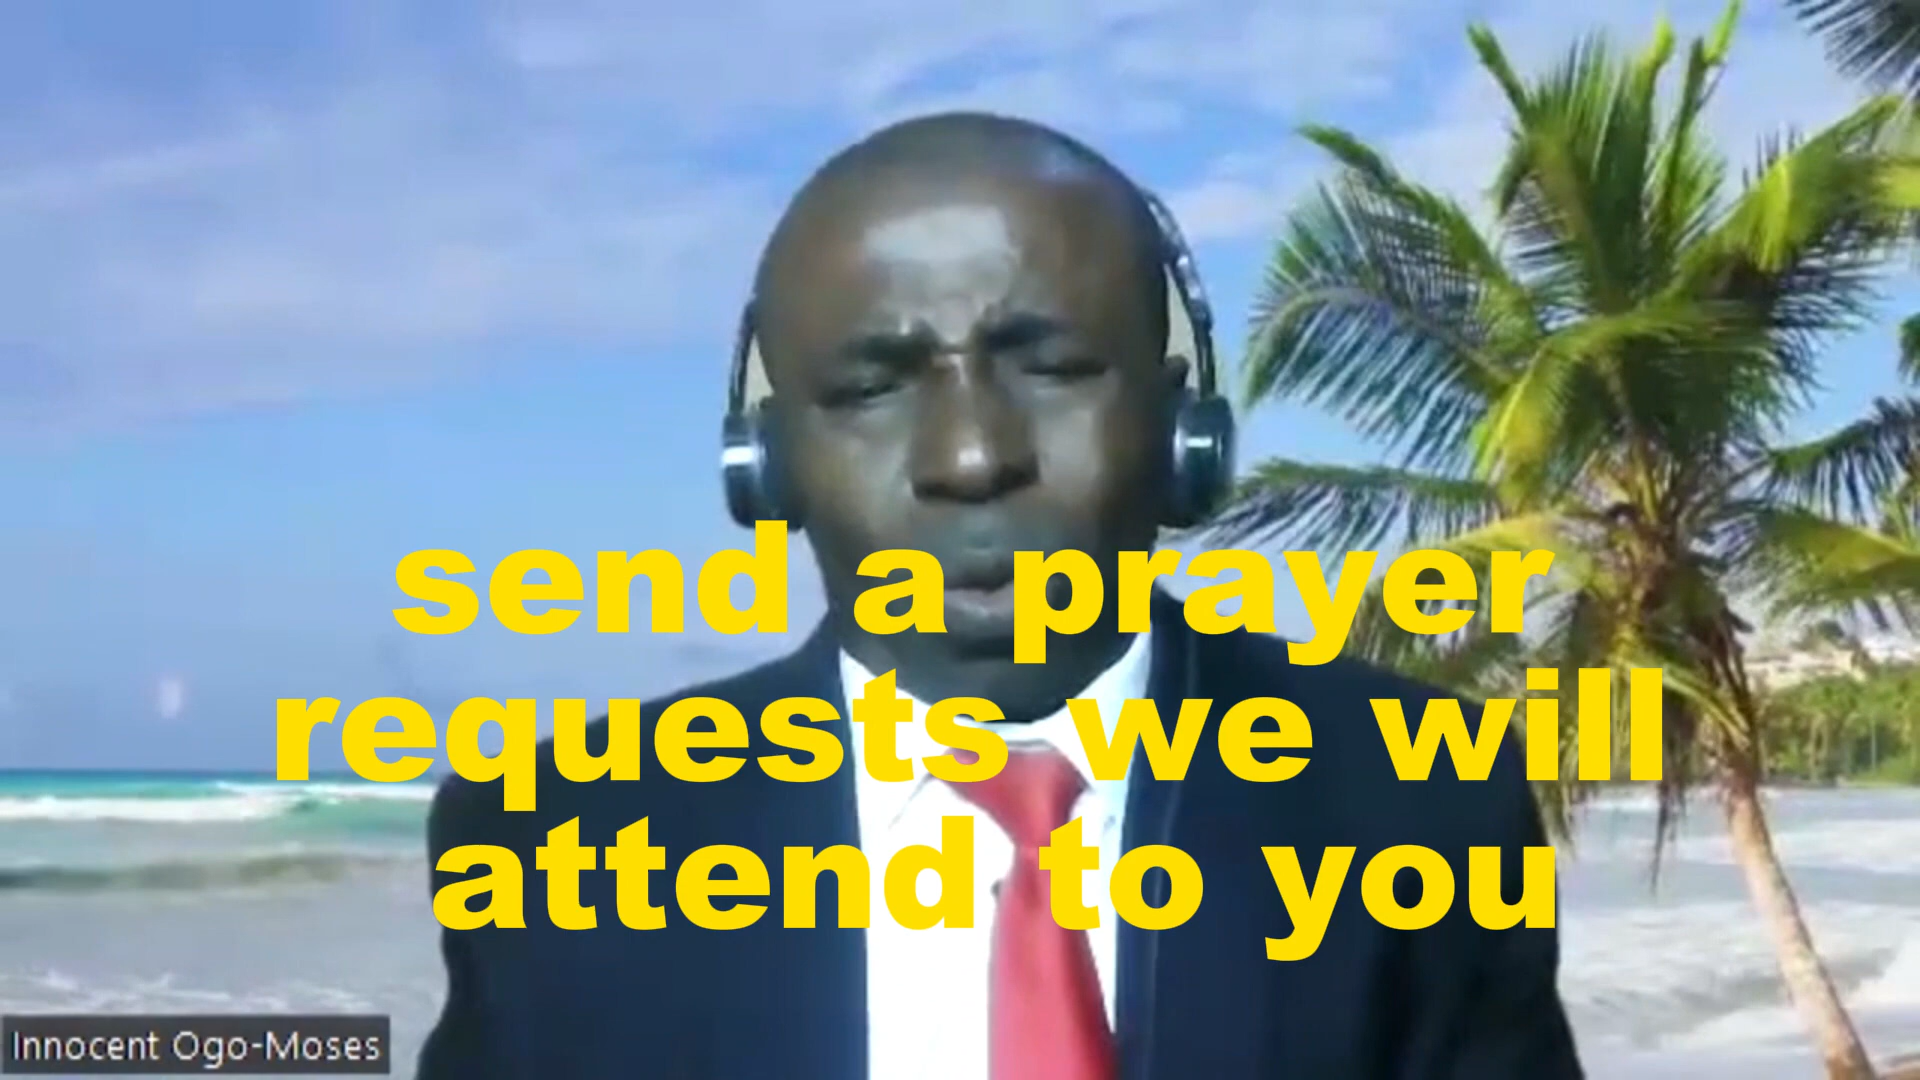 send a prayer
requests we will
attend to you
Innocent Ogo-Moses